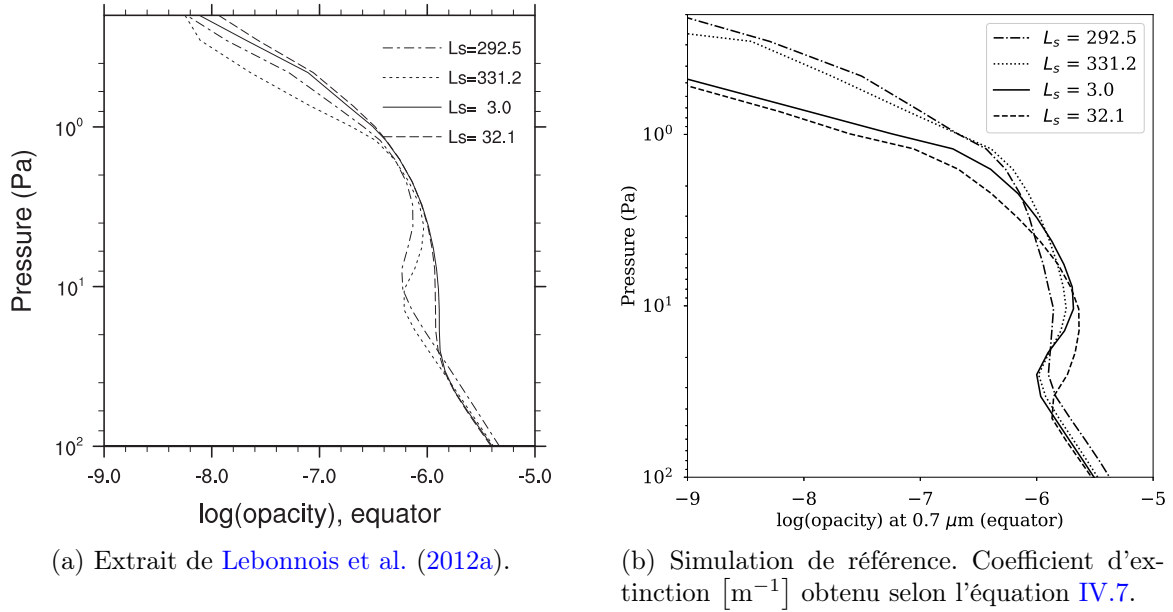 Ls=292.5
Ls=331.2
Ls= 3.0
Ls= 32.1
10⁰
10¹
10²
Pressure (Pa)
-9.0 -8.0 -7.0 -6.0 -5.0
log(opacity), equator
(a) Extrait de Lebonnois et al. (2012a).
Lₛ = 292.5
Lₛ = 331.2
Lₛ = 3.0
Lₛ = 32.1
10⁰
10¹
10²
Pressure (Pa)
−9 −8 −7 −6 −5
log(opacity) at 0.7 μm (equator)
(b) Simulation de référence. Coefficient d'ex-
tinction [m⁻¹] obtenu selon l'équation IV.7.